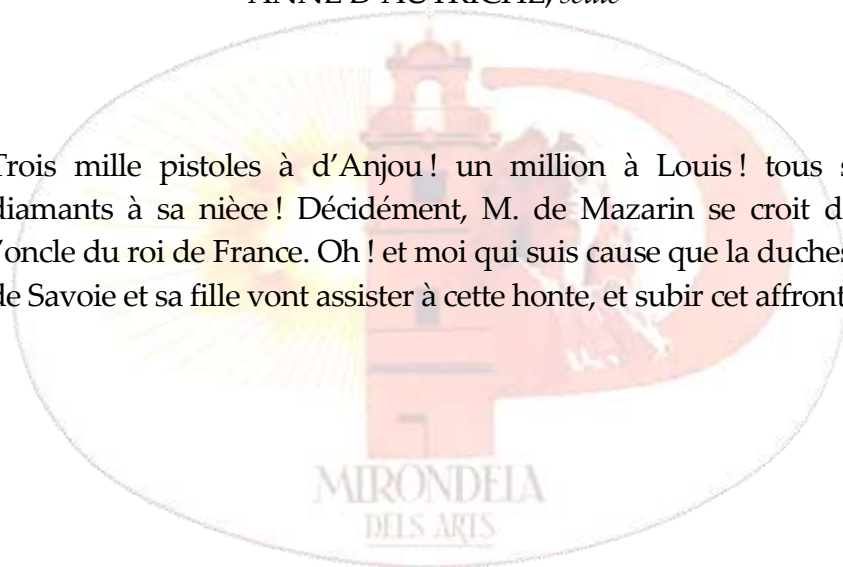 ANNE D'AUTRICHE, seule
Trois mille pistoles à d’Anjou ! un million à Louis ! tous s
diamants à sa nièce ! Décidément, M. de Mazarin se croit d
l’oncle du roi de France. Oh ! et moi qui suis cause que la duches
de Savoie et sa fille vont assister à cette honte, et subir cet affront
MIRONDELA
DELS ARTS